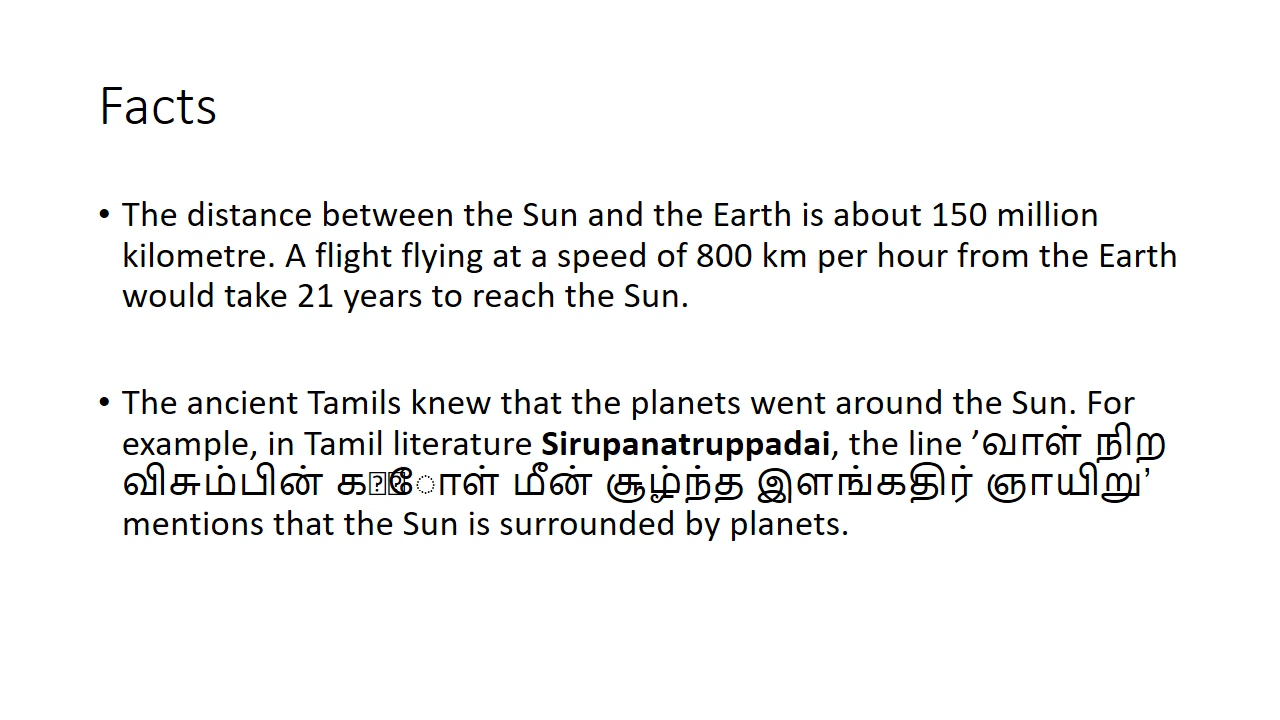 Facts
• The distance between the Sun and the Earth is about 150 million
kilometre. A flight flying at a speed of 800 km per hour from the Earth
would take 21 years to reach the Sun.
• The ancient Tamils knew that the planets went around the Sun. For
example, in Tamil literature Sirupanatruppadai, the line ’வாள் நிற
விசும்பின் மீன் சூழ்ந்த இளங்கதிர் ஞாயிறு’
mentions that the Sun is surrounded by planets.